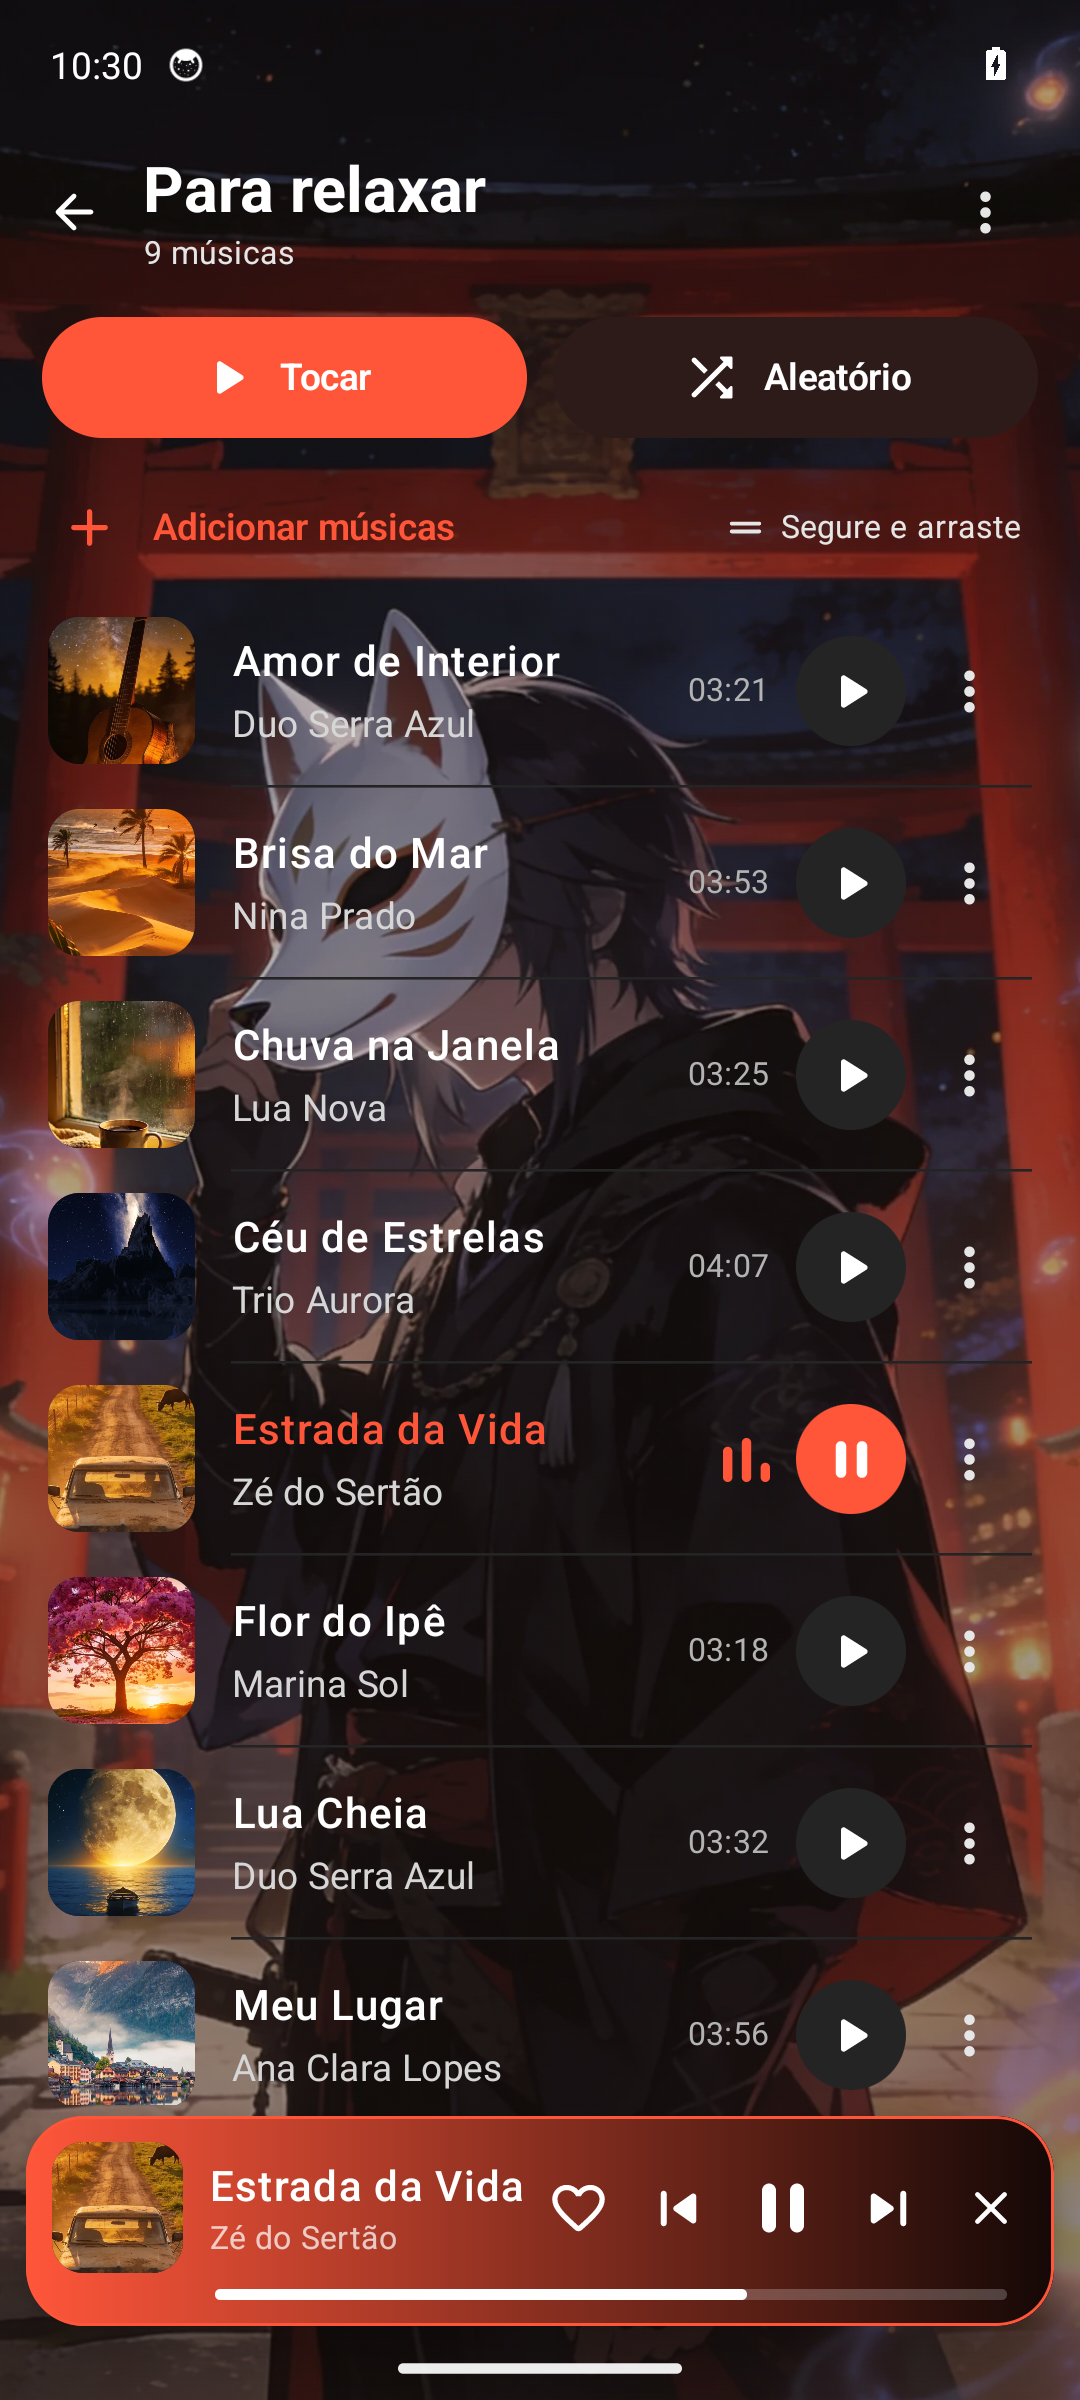 10:30
Para relaxar
9 músicas
Tocar
Aleatório
Adicionar músicas
Segure e arraste
Amor de Interior
Duo Serra Azul
03:21
Brisa do Mar
Nina Prado
03:53
Chuva na Janela
Lua Nova
03:25
Céu de Estrelas
Trio Aurora
04:07
Estrada da Vida
Zé do Sertão
Flor do Ipê
Marina Sol
03:18
Lua Cheia
Duo Serra Azul
03:32
Meu Lugar
Ana Clara Lopes
03:56
Estrada da Vida
Zé do Sertão